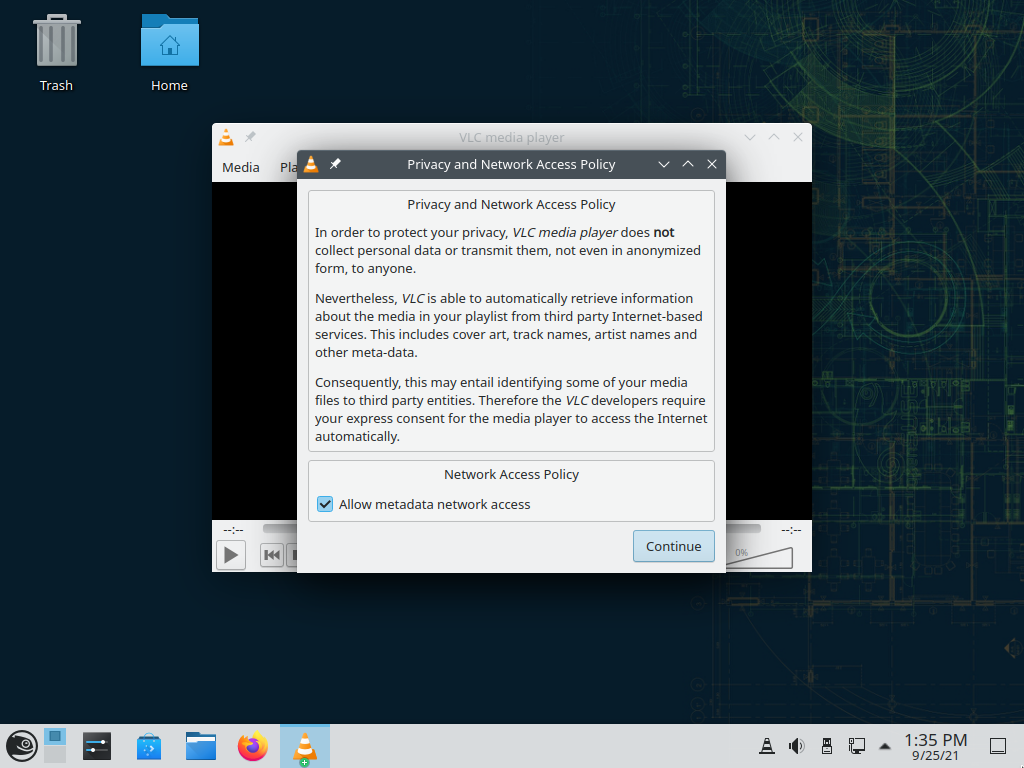 Trash
Home
VLC media player
Media
Privacy and Network Access Policy
Privacy and Network Access Policy
In order to protect your privacy, VLC media player does not
collect personal data or transmit them, not even in anonymized
form, to anyone.
Nevertheless, VLC is able to automatically retrieve information
about the media in your playlist from third party Internet-based
services. This includes cover art, track names, artist names and
other meta-data.
Consequently, this may entail identifying some of your media
files to third party entities. Therefore the VLC developers require
your express consent for the media player to access the Internet
automatically.
Network Access Policy
Allow metadata network access
--:--
--:--
Continue
0%
1:35 PM
9/25/21